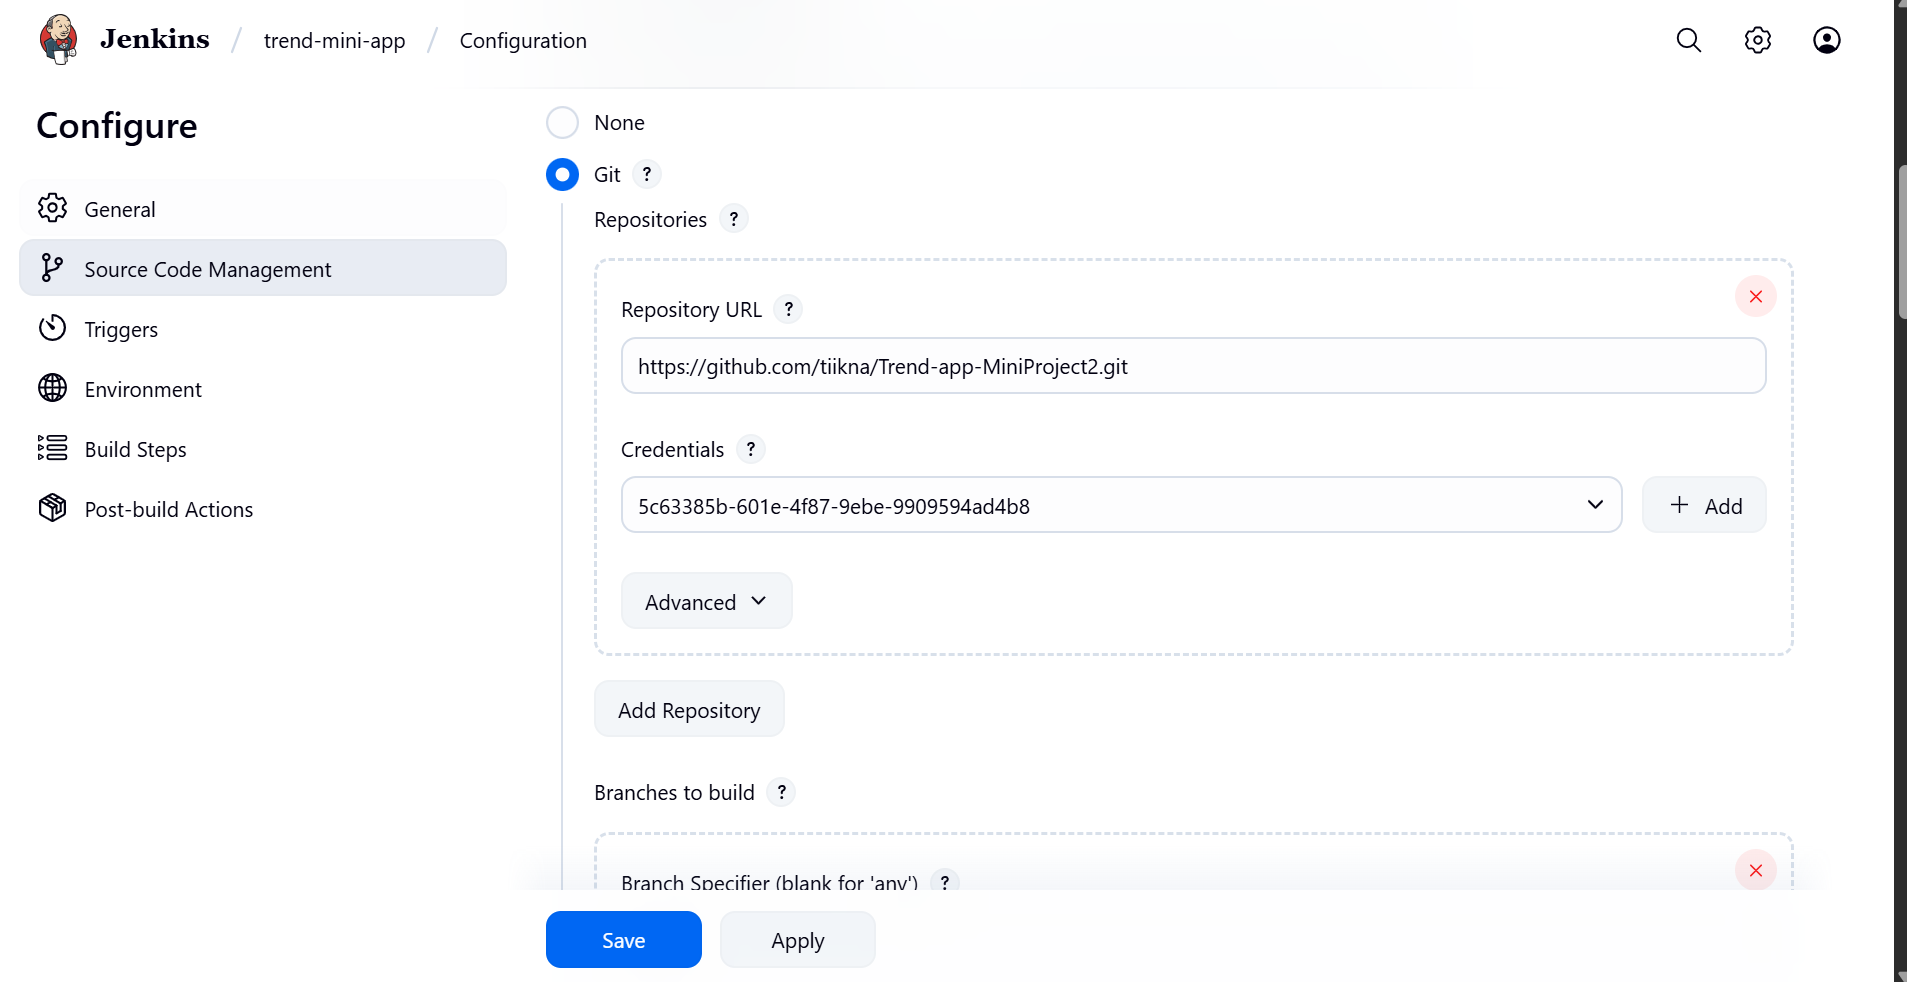 Jenkins / trend-mini-app / Configuration
Configure
General
Source Code Management
Triggers
Environment
Build Steps
Post-build Actions
None
Git ?
Repositories ?
Repository URL ?
https://github.com/tiikna/Trend-app-MiniProject2.git
Credentials ?
5c63385b-601e-4f87-9ebe-9909594ad4b8
+ Add
Advanced
Add Repository
Branches to build ?
Branch Specifier (blank for 'any') ?
Save
Apply